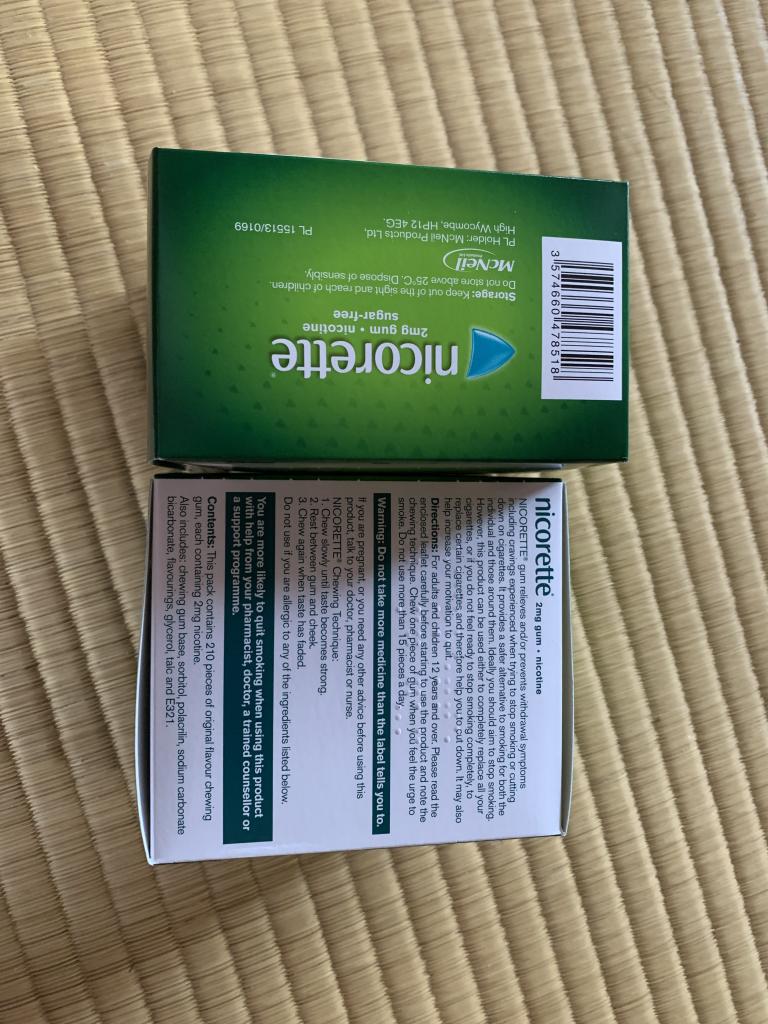 3 574660 478518
nicorette®
2mg gum • nicotine
sugar-free
Storage: Keep out of the sight and reach of children.
Do not store above 25°C. Dispose of sensibly.
McNeil
Products Ltd
PL Holder: McNeil Products Ltd,
High Wycombe, HP12 4EG.
PL 15513/0169
nicorette® 2mg gum • nicotine
NICORETTE® gum relieves and/or prevents withdrawal symptoms
including cravings experienced when trying to stop smoking or cutting
down on cigarettes. It provides a safer alternative to smoking for both the
individual and those around them. Ideally you should aim to stop smoking.
However, this product can be used either to completely replace all your
cigarettes, or if you do not feel ready to stop smoking completely, to
replace certain cigarettes and therefore help you to cut down. It may also
help increase your motivation to quit.
Directions: For adults and children 12 years and over. Please read the
enclosed leaflet carefully before starting to use the product and note the
chewing technique. Chew one piece of gum when you feel the urge to
smoke. Do not use more than 15 pieces a day.
Warning: Do not take more medicine than the label tells you to.
If you are pregnant, or you need any other advice before using this
product, talk to your doctor, pharmacist or nurse.
NICORETTE® Chewing Technique:
1. Chew slowly until taste becomes strong.
2. Rest between gum and cheek.
3. Chew again when taste has faded.
Do not use if you are allergic to any of the ingredients listed below.
You are more likely to quit smoking when using this product
with help from your pharmacist, doctor, a trained counsellor or
a support programme.
Contents: This pack contains 210 pieces of original flavour chewing
gum, each containing 2mg nicotine.
Also includes: chewing gum base, sorbitol, polacrilin, sodium carbonate
bicarbonate, flavourings, glycerol, talc and E321.